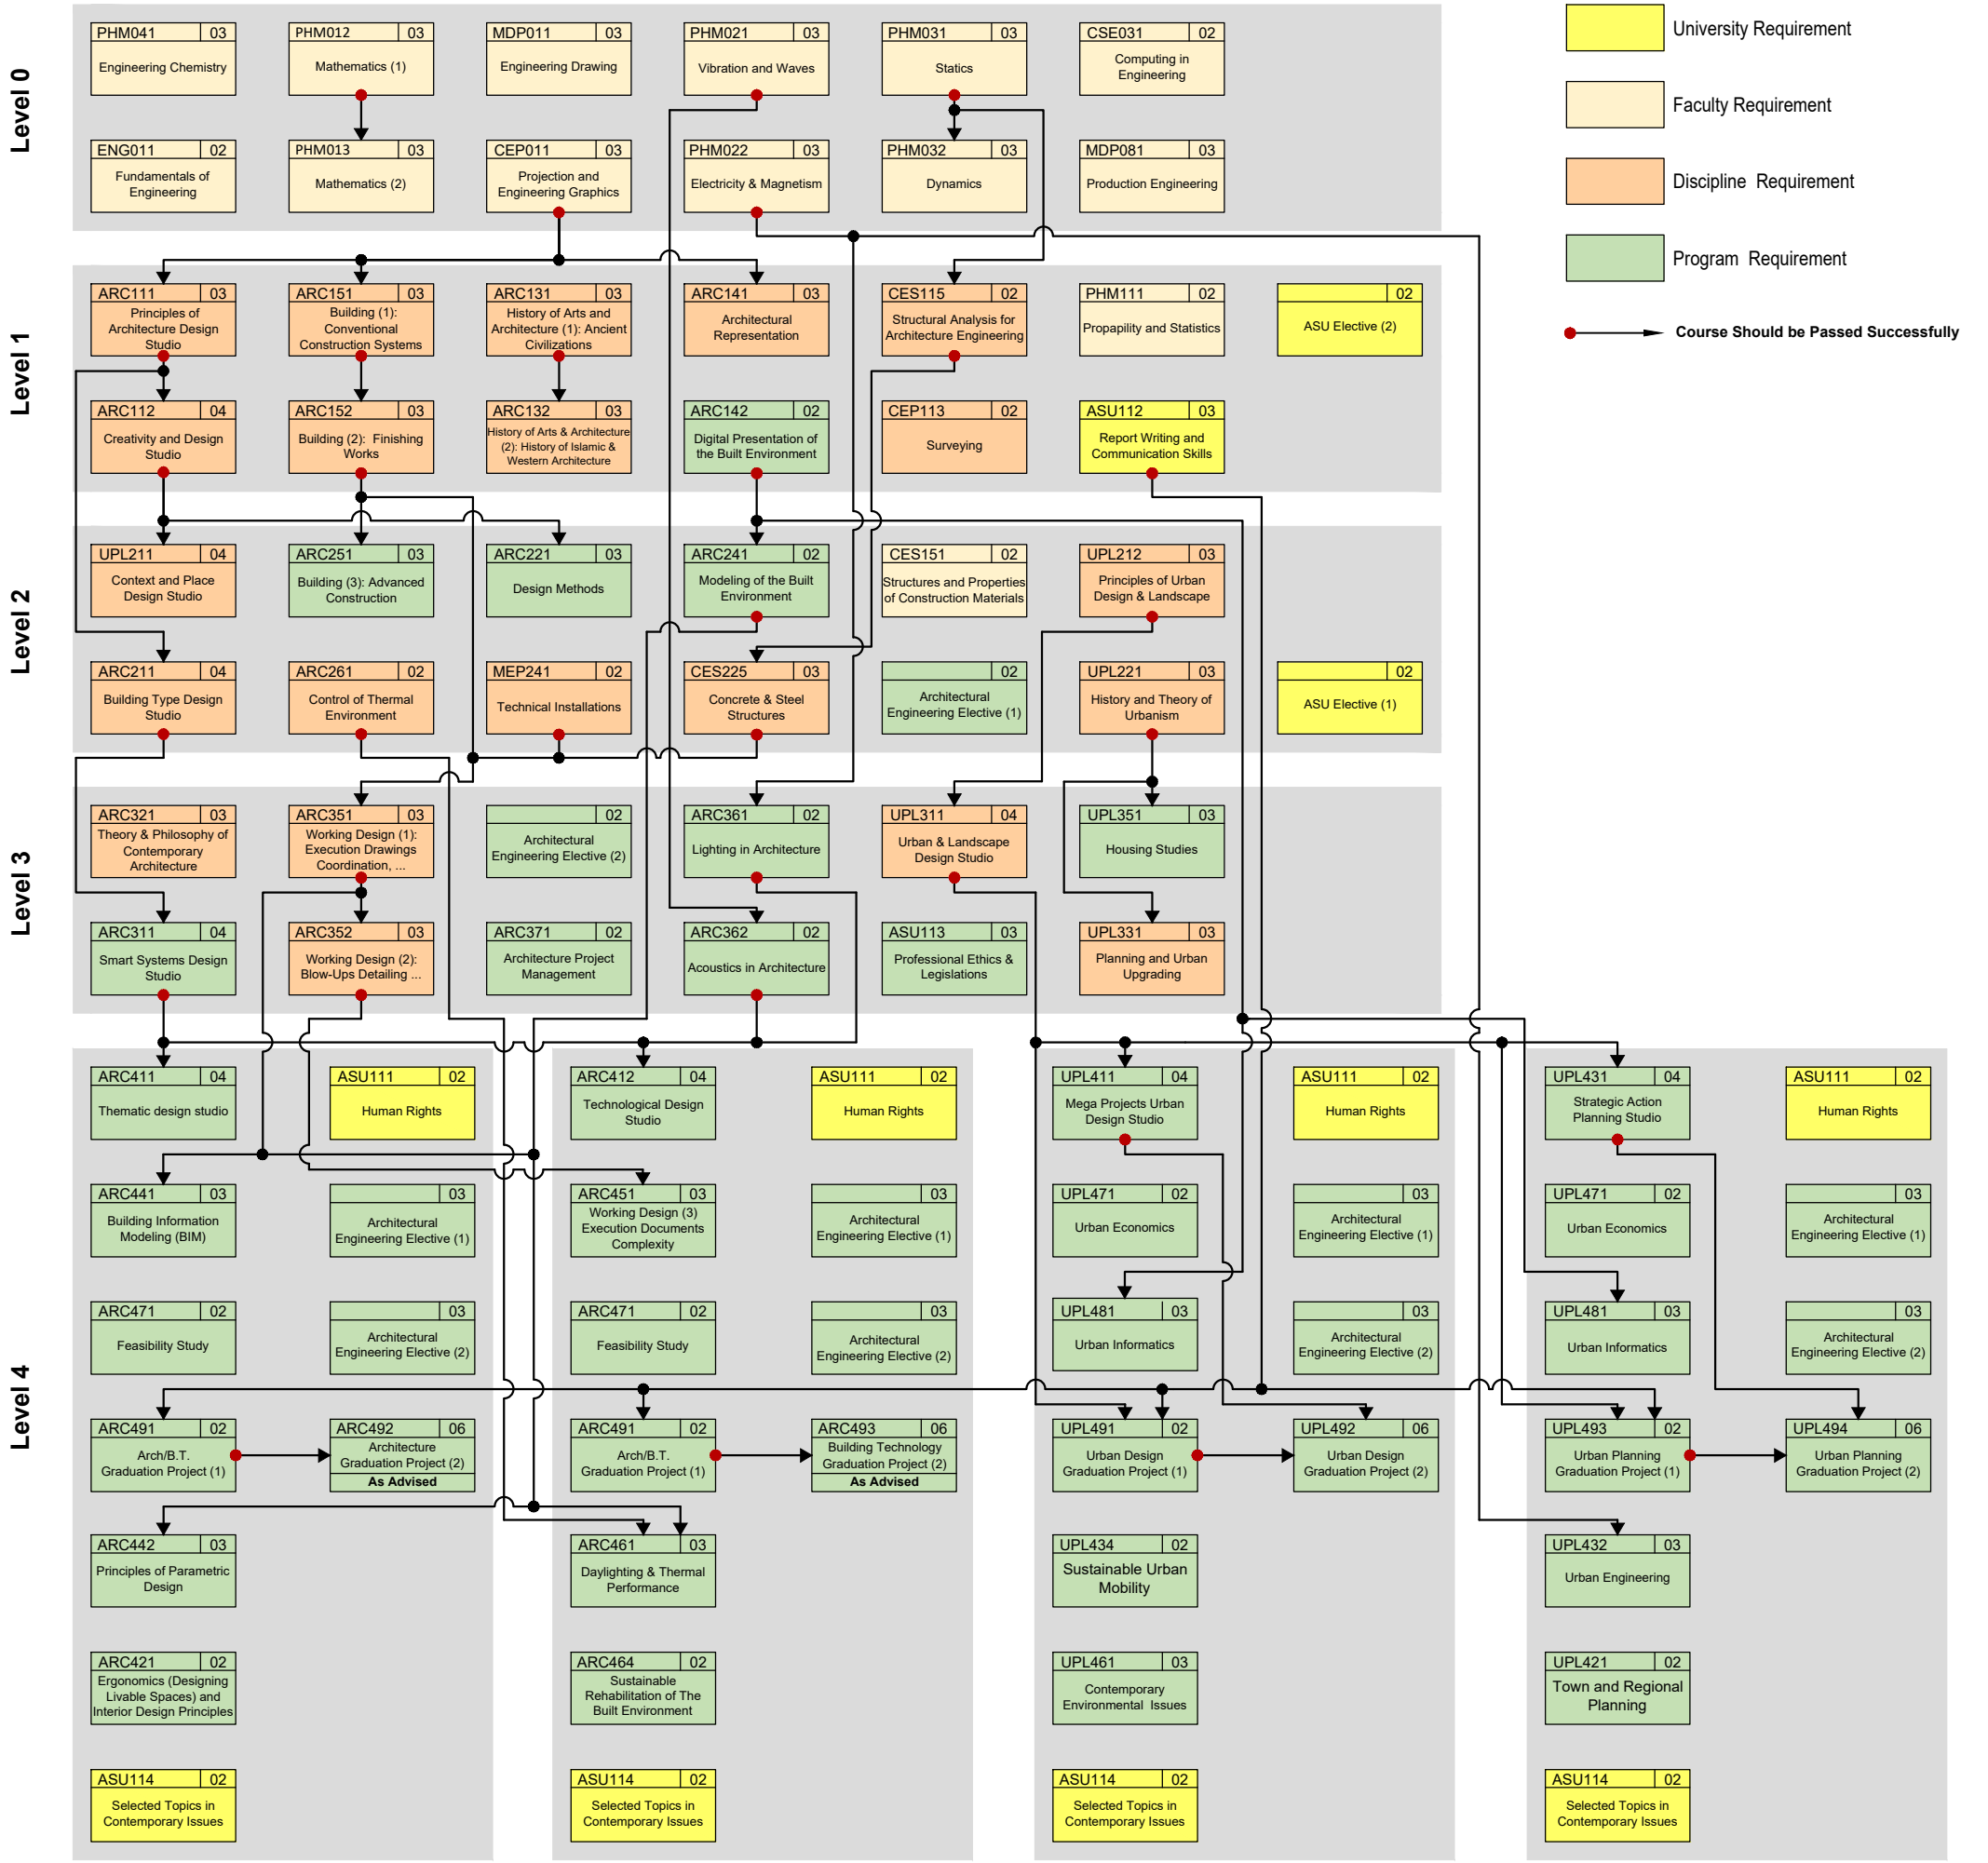 Level 0
PHM041 03
Engineering Chemistry
PHM012 03
Mathematics (1)
MDP011 03
Engineering Drawing
PHM021 03
Vibration and Waves
PHM031 03
Statics
CSE031 02
Computing in
Engineering
ENG011 02
Fundamentals of
Engineering
PHM013 03
Mathematics (2)
CEP011 03
Projection and
Engineering Graphics
PHM022 03
Electricity & Magnetism
PHM032 03
Dynamics
MDP081 03
Production Engineering
University Requirement
Faculty Requirement
Discipline Requirement
Program Requirement
Course Should be Passed Successfully
Level 1
ARC111 03
Principles of
Architecture Design
Studio
ARC151 03
Building (1):
Conventional
Construction Systems
ARC131 03
History of Arts and
Architecture (1): Ancient
Civilizations
ARC141 03
Architectural
Representation
CES115 02
Structural Analysis for
Architecture Engineering
PHM111 02
Propapility and Statistics
02
ASU Elective (2)
ARC112 04
Creativity and Design
Studio
ARC152 03
Building (2): Finishing
Works
ARC132 03
History of Arts & Architecture
(2): History of Islamic &
Western Architecture
ARC142 02
Digital Presentation of
the Built Environment
CEP113 02
Surveying
ASU112 03
Report Writing and
Communication Skills
Level 2
UPL211 04
Context and Place
Design Studio
ARC251 03
Building (3): Advanced
Construction
ARC221 03
Design Methods
ARC241 02
Modeling of the Built
Environment
CES151 02
Structures and Properties
of Construction Materials
UPL212 03
Principles of Urban
Design & Landscape
ARC211 04
Building Type Design
Studio
ARC261 02
Control of Thermal
Environment
MEP241 02
Technical Installations
CES225 03
Concrete & Steel
Structures
02
Architectural
Engineering Elective (1)
UPL221 03
History and Theory of
Urbanism
02
ASU Elective (1)
Level 3
ARC321 03
Theory & Philosophy of
Contemporary
Architecture
ARC351 03
Working Design (1):
Execution Drawings
Coordination, ...
02
Architectural
Engineering Elective (2)
ARC361 02
Lighting in Architecture
UPL311 04
Urban & Landscape
Design Studio
UPL351 03
Housing Studies
ARC311 04
Smart Systems Design
Studio
ARC352 03
Working Design (2):
Blow-Ups Detailing ...
ARC371 02
Architecture Project
Management
ARC362 02
Acoustics in Architecture
ASU113 03
Professional Ethics &
Legislations
UPL331 03
Planning and Urban
Upgrading
Level 4
ARC411 04
Thematic design studio
ASU111 02
Human Rights
ARC412 04
Technological Design
Studio
ASU111 02
Human Rights
UPL411 04
Mega Projects Urban
Design Studio
ASU111 02
Human Rights
UPL431 04
Strategic Action
Planning Studio
ASU111 02
Human Rights
ARC441 03
Building Information
Modeling (BIM)
03
Architectural
Engineering Elective (1)
ARC451 03
Working Design (3)
Execution Documents
Complexity
03
Architectural
Engineering Elective (1)
UPL471 02
Urban Economics
03
Architectural
Engineering Elective (1)
UPL471 02
Urban Economics
03
Architectural
Engineering Elective (1)
ARC471 02
Feasibility Study
03
Architectural
Engineering Elective (2)
ARC471 02
Feasibility Study
03
Architectural
Engineering Elective (2)
UPL481 03
Urban Informatics
03
Architectural
Engineering Elective (2)
UPL481 03
Urban Informatics
03
Architectural
Engineering Elective (2)
ARC491 02
Arch/B.T.
Graduation Project (1)
ARC492 06
Architecture
Graduation Project (2)
As Advised
ARC491 02
Arch/B.T.
Graduation Project (1)
ARC493 06
Building Technology
Graduation Project (2)
As Advised
UPL491 02
Urban Design
Graduation Project (1)
UPL492 06
Urban Design
Graduation Project (2)
UPL493 02
Urban Planning
Graduation Project (1)
UPL494 06
Urban Planning
Graduation Project (2)
ARC442 03
Principles of Parametric
Design
ARC461 03
Daylighting & Thermal
Performance
UPL434 02
Sustainable Urban
Mobility
UPL432 03
Urban Engineering
ARC421 02
Ergonomics (Designing
Livable Spaces) and
Interior Design Principles
ARC464 02
Sustainable
Rehabilitation of The
Built Environment
UPL461 03
Contemporary
Environmental Issues
UPL421 02
Town and Regional
Planning
ASU114 02
Selected Topics in
Contemporary Issues
ASU114 02
Selected Topics in
Contemporary Issues
ASU114 02
Selected Topics in
Contemporary Issues
ASU114 02
Selected Topics in
Contemporary Issues